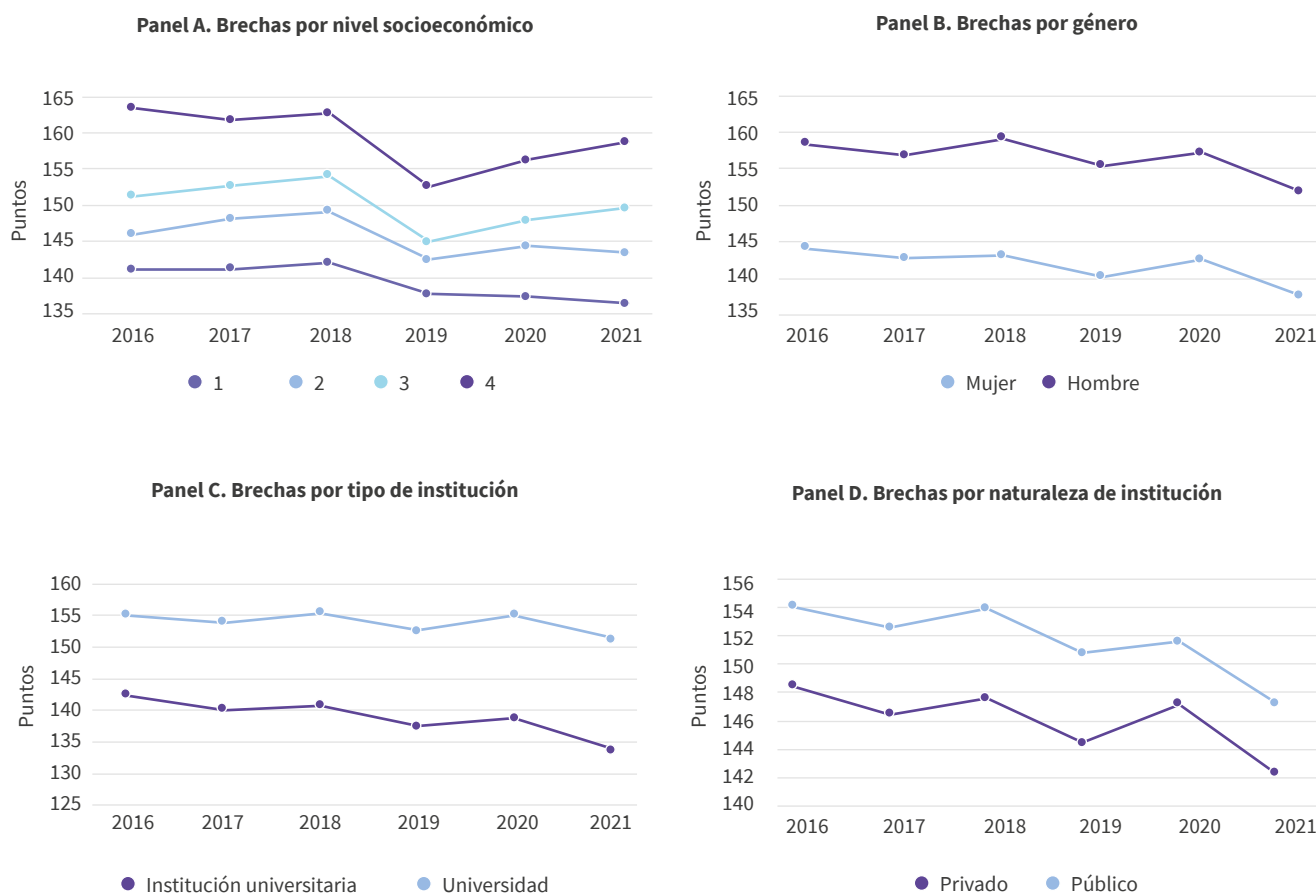 Panel A. Brechas por nivel socioeconómico
165
160
155
150
145
140
135
Puntos
2016 2017 2018 2019 2020 2021
1 2 3 4
Panel B. Brechas por género
165
160
155
150
145
140
135
Puntos
2016 2017 2018 2019 2020 2021
Mujer Hombre
Panel C. Brechas por tipo de institución
160
155
150
145
140
135
130
125
Puntos
2016 2017 2018 2019 2020 2021
Institución universitaria Universidad
Panel D. Brechas por naturaleza de institución
156
154
152
150
148
146
144
142
140
Puntos
2016 2017 2018 2019 2020 2021
Privado Público